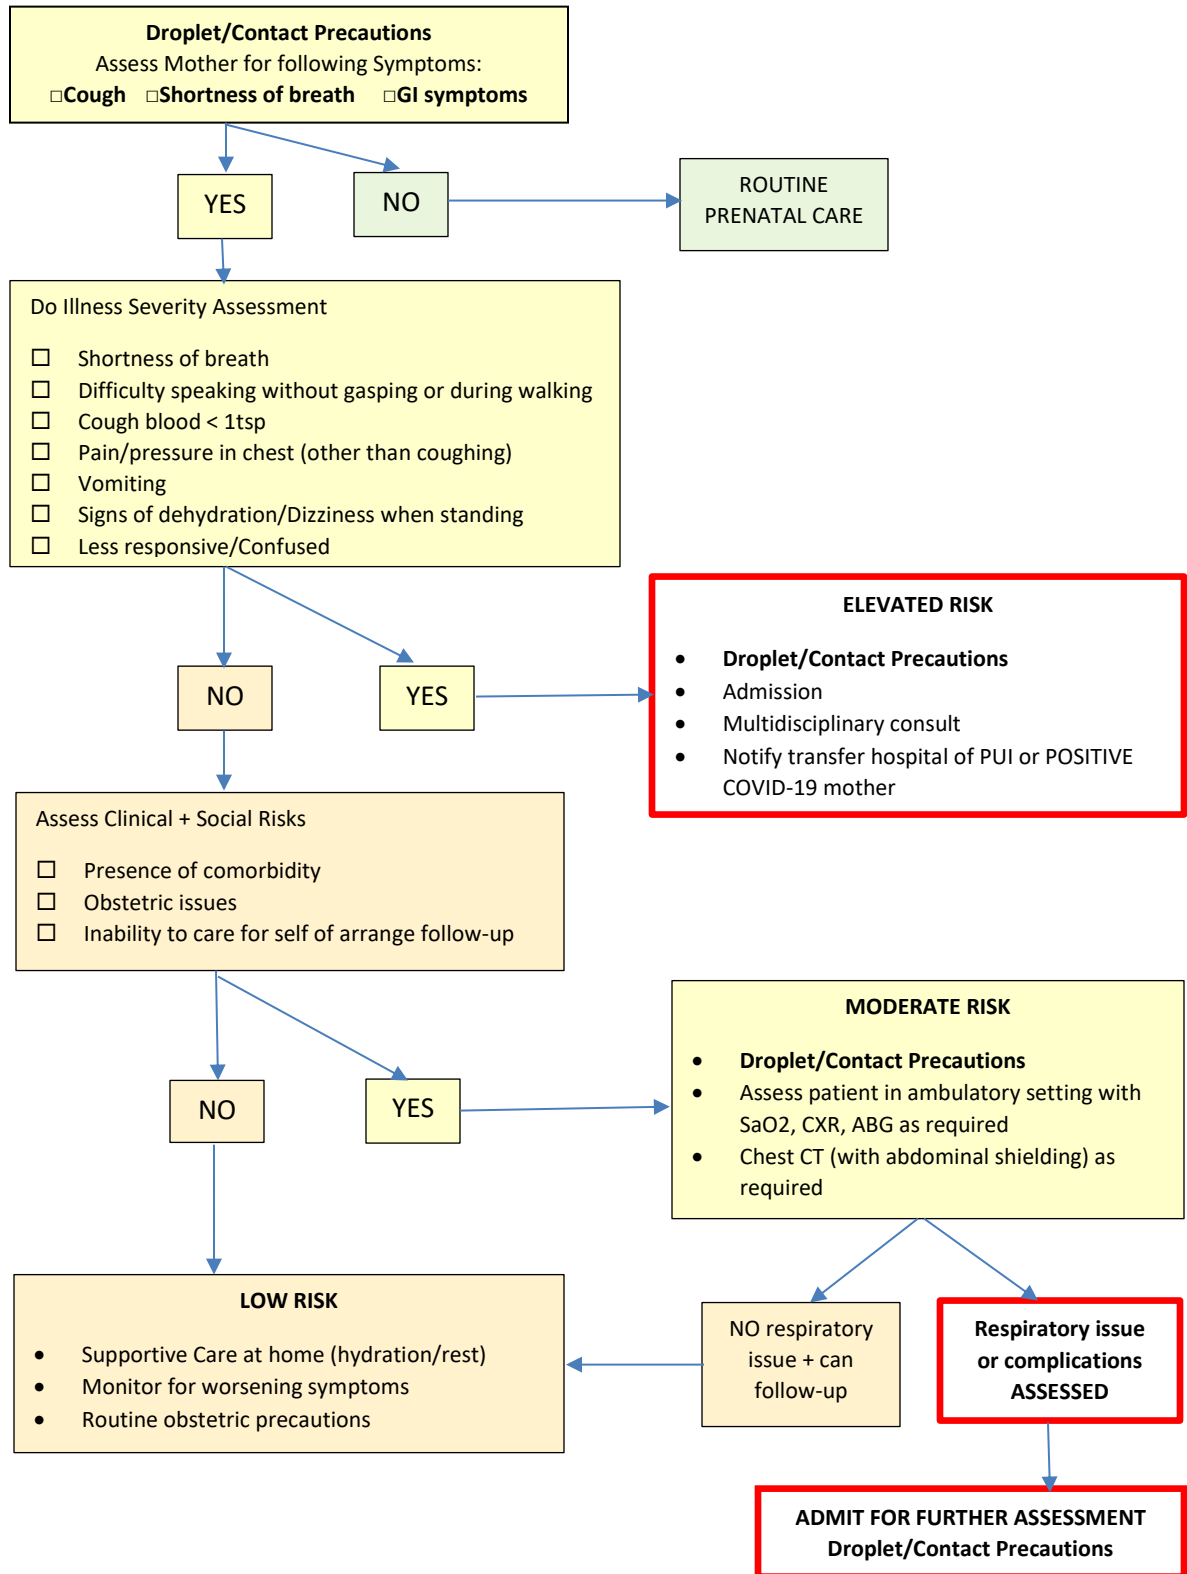 Droplet/Contact Precautions
Assess Mother for following Symptoms:
□Cough □Shortness of breath □GI symptoms
YES
NO
ROUTINE
PRENATAL CARE
Do Illness Severity Assessment
□ Shortness of breath
□ Difficulty speaking without gasping or during walking
□ Cough blood < 1tsp
□ Pain/pressure in chest (other than coughing)
□ Vomiting
□ Signs of dehydration/Dizziness when standing
□ Less responsive/Confused
NO
YES
ELEVATED RISK
• Droplet/Contact Precautions
• Admission
• Multidisciplinary consult
• Notify transfer hospital of PUI or POSITIVE
COVID-19 mother
Assess Clinical + Social Risks
□ Presence of comorbidity
□ Obstetric issues
□ Inability to care for self of arrange follow-up
NO
YES
MODERATE RISK
• Droplet/Contact Precautions
• Assess patient in ambulatory setting with
SaO2, CXR, ABG as required
• Chest CT (with abdominal shielding) as
required
LOW RISK
• Supportive Care at home (hydration/rest)
• Monitor for worsening symptoms
• Routine obstetric precautions
NO respiratory
issue + can
follow-up
Respiratory issue
or complications
ASSESSED
ADMIT FOR FURTHER ASSESSMENT
Droplet/Contact Precautions